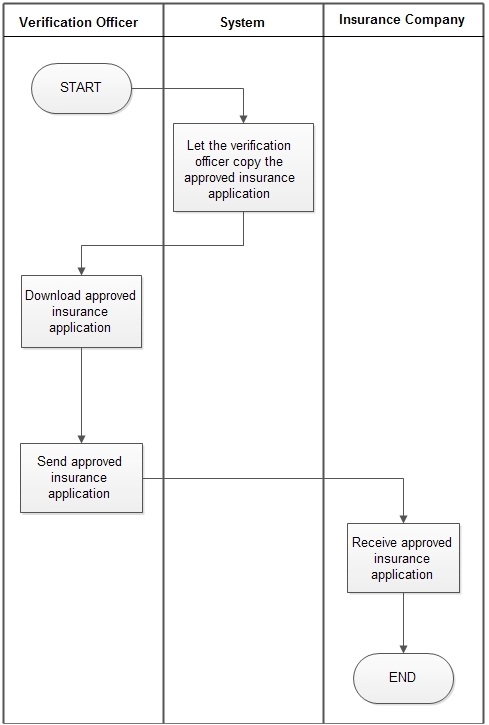 Verification Officer
System
Insurance Company
START
Let the verification
officer copy the
approved insurance
application
Download approved
insurance
application
Send approved
insurance
application
Receive approved
insurance
application
END